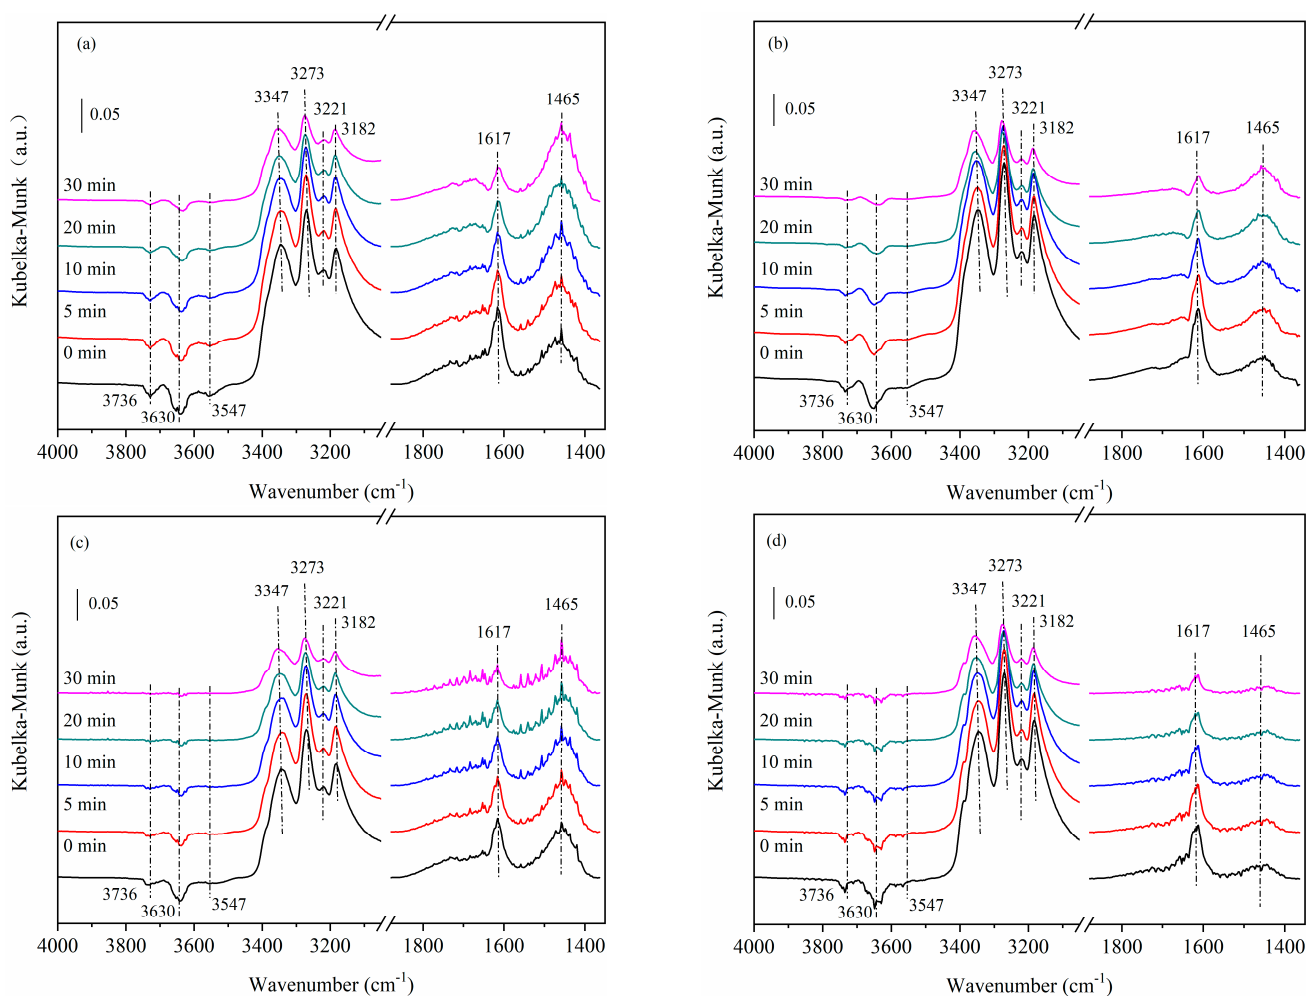 (a)
3273
3347
3221
3182
0.05
1617
1465
30 min
20 min
10 min
5 min
0 min
3736
3630
3547
Kubelka-Munk (a.u.)
4000 3800 3600 3400 3200 1800 1600 1400
Wavenumber (cm-1)
(b)
3273
3347
3221
3182
0.05
1617
1465
30 min
20 min
10 min
5 min
0 min
3736
3630
3547
Kubelka-Munk (a.u.)
4000 3800 3600 3400 3200 1800 1600 1400
Wavenumber (cm-1)
(c)
3273
3347
3221
3182
0.05
1617
1465
30 min
20 min
10 min
5 min
0 min
3736
3630
3547
Kubelka-Munk (a.u.)
4000 3800 3600 3400 3200 1800 1600 1400
Wavenumber (cm-1)
(d)
3273
3347
3221
3182
0.05
1617
1465
30 min
20 min
10 min
5 min
0 min
3736
3630
3547
Kubelka-Munk (a.u.)
4000 3800 3600 3400 3200 1800 1600 1400
Wavenumber (cm-1)